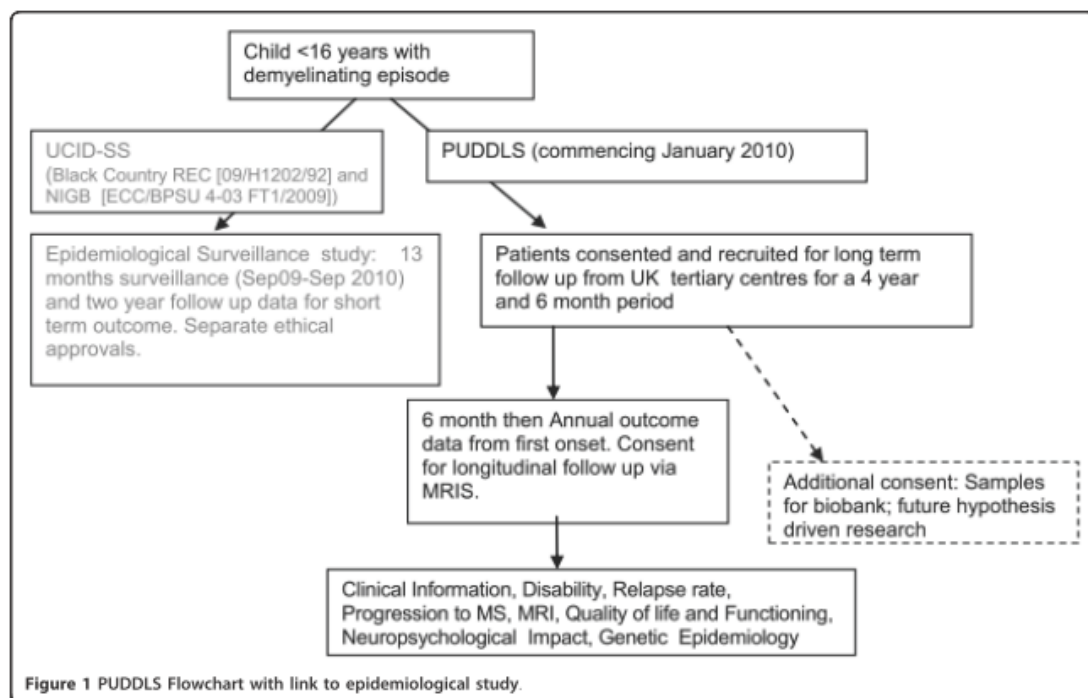 Child <16 years with
demyelinating episode
UCID-SS
(Black Country REC [09/H1202/92] and
NIGB [ECC/BPSU 4-03 FT1/2009])
PUDDLS (commencing January 2010)
Epidemiological Surveillance study: 13
months surveillance (Sep09-Sep 2010)
and two year follow up data for short
term outcome. Separate ethical
approvals.
Patients consented and recruited for long term
follow up from UK tertiary centres for a 4 year
and 6 month period
6 month then Annual outcome
data from first onset. Consent
for longitudinal follow up via
MRIS.
Additional consent: Samples
for biobank; future hypothesis
driven research
Clinical Information, Disability, Relapse rate,
Progression to MS, MRI, Quality of life and Functioning,
Neuropsychological Impact, Genetic Epidemiology
Figure 1 PUDDLS Flowchart with link to epidemiological study.